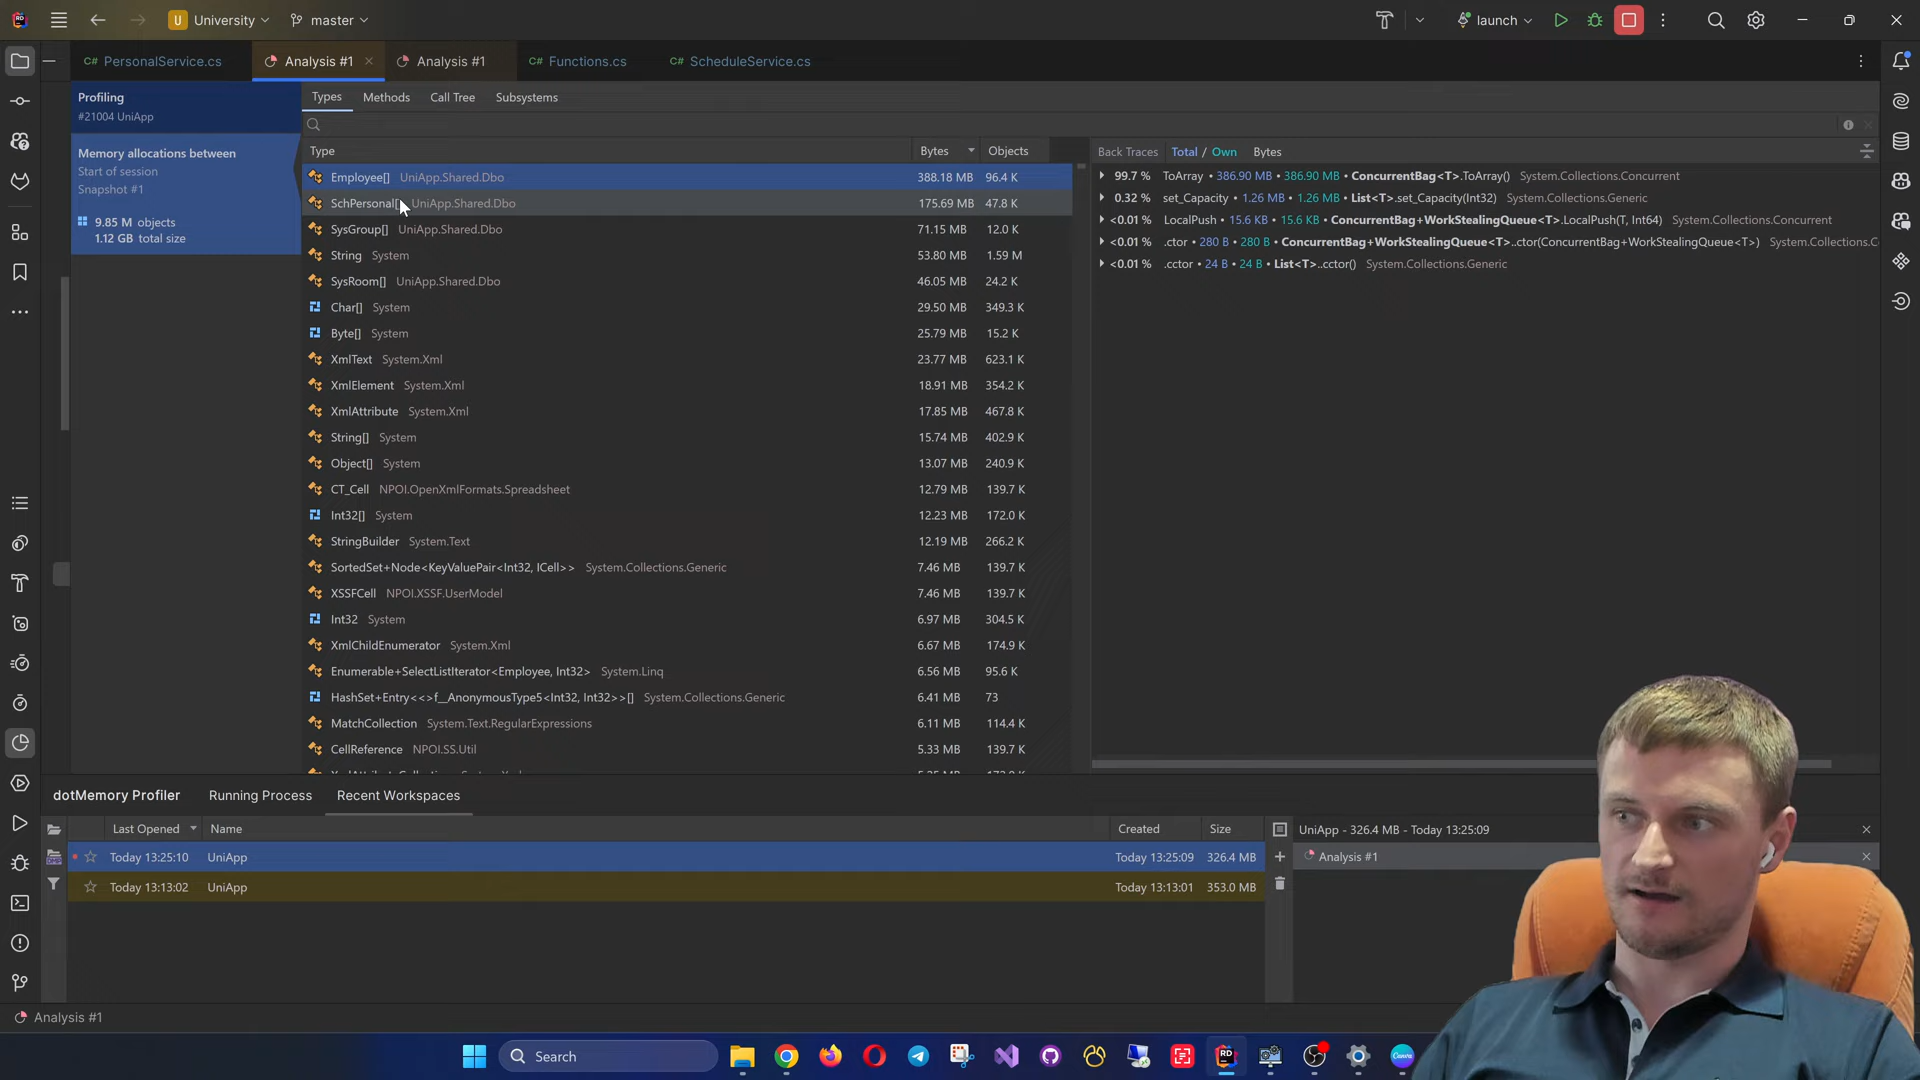 U University master launch
C# PersonalService.cs Analysis #1 Analysis #1 C# Functions.cs C# ScheduleService.cs
Profiling
#21004 UniApp
Memory allocations between
Start of session
Snapshot #1
9.85 M objects
1.12 GB total size
Types Methods Call Tree Subsystems
Type Bytes Objects
Employee[] UniApp.Shared.Dbo 388.18 MB 96.4 K
SchPersonal[] UniApp.Shared.Dbo 175.69 MB 47.8 K
SysGroup[] UniApp.Shared.Dbo 71.15 MB 12.0 K
String System 53.80 MB 1.59 M
SysRoom[] UniApp.Shared.Dbo 46.05 MB 24.2 K
Char[] System 29.50 MB 349.3 K
Byte[] System 25.79 MB 15.2 K
XmlText System.Xml 23.77 MB 623.1 K
XmlElement System.Xml 18.91 MB 354.2 K
XmlAttribute System.Xml 17.85 MB 467.8 K
String[] System 15.74 MB 402.9 K
Object[] System 13.07 MB 240.9 K
CT_Cell NPOI.OpenXmlFormats.Spreadsheet 12.79 MB 139.7 K
Int32[] System 12.23 MB 172.0 K
StringBuilder System.Text 12.19 MB 266.2 K
SortedSet+Node<KeyValuePair<Int32, ICell>> System.Collections.Generic 7.46 MB 139.7 K
XSSFCell NPOI.XSSF.UserModel 7.46 MB 139.7 K
Int32 System 6.97 MB 304.5 K
XmlChildEnumerator System.Xml 6.67 MB 174.9 K
Enumerable+SelectListIterator<Employee, Int32> System.Linq 6.56 MB 95.6 K
HashSet+Entry<<>f__AnonymousType5<Int32, Int32>>[] System.Collections.Generic 6.41 MB 73
MatchCollection System.Text.RegularExpressions 6.11 MB 114.4 K
CellReference NPOI.SS.Util 5.33 MB 139.7 K
Back Traces Total / Own Bytes
99.7 % ToArray • 386.90 MB • 386.90 MB • ConcurrentBag<T>.ToArray() System.Collections.Concurrent
0.32 % set_Capacity • 1.26 MB • 1.26 MB • List<T>.set_Capacity(Int32) System.Collections.Generic
<0.01 % LocalPush • 15.6 KB • 15.6 KB • ConcurrentBag+WorkStealingQueue<T>.LocalPush(T, Int64) System.Collections.Concurrent
<0.01 % .ctor • 280 B • 280 B • ConcurrentBag+WorkStealingQueue<T>..ctor(ConcurrentBag+WorkStealingQueue<T>) System.Collections.C
<0.01 % .cctor • 24 B • 24 B • List<T>..cctor() System.Collections.Generic
dotMemory Profiler Running Process Recent Workspaces
Last Opened Name Created Size
Today 13:25:10 UniApp Today 13:25:09 326.4 MB
Today 13:13:02 UniApp Today 13:13:01 353.0 MB
UniApp - 326.4 MB - Today 13:25:09
Analysis #1
Analysis #1
Search